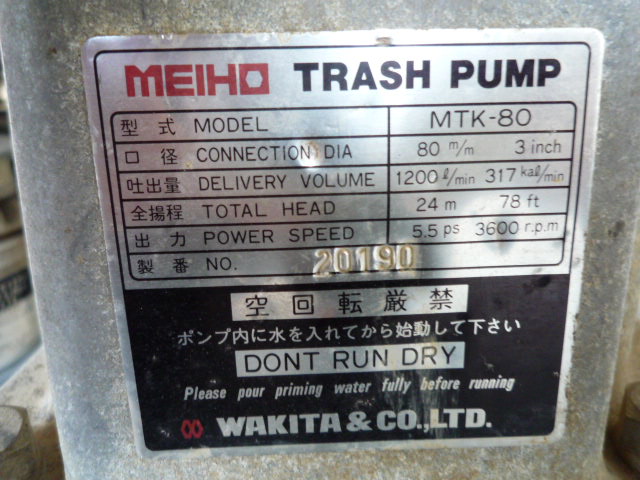 MEIHO TRASH PUMP
型式 MODEL MTK-80
口径 CONNECTION DIA 80 m/m 3 inch
吐出量 DELIVERY VOLUME 1200 ℓ/min 317 kaℓ/min
全揚程 TOTAL HEAD 24 m 78 ft
出力 POWER SPEED 5.5 ps 3600 r.p.m
製番 NO. 20190
空回転厳禁
ポンプ内に水を入れてから始動して下さい
DONT RUN DRY
Please pour priming water fully before running
WAKITA & CO.,LTD.